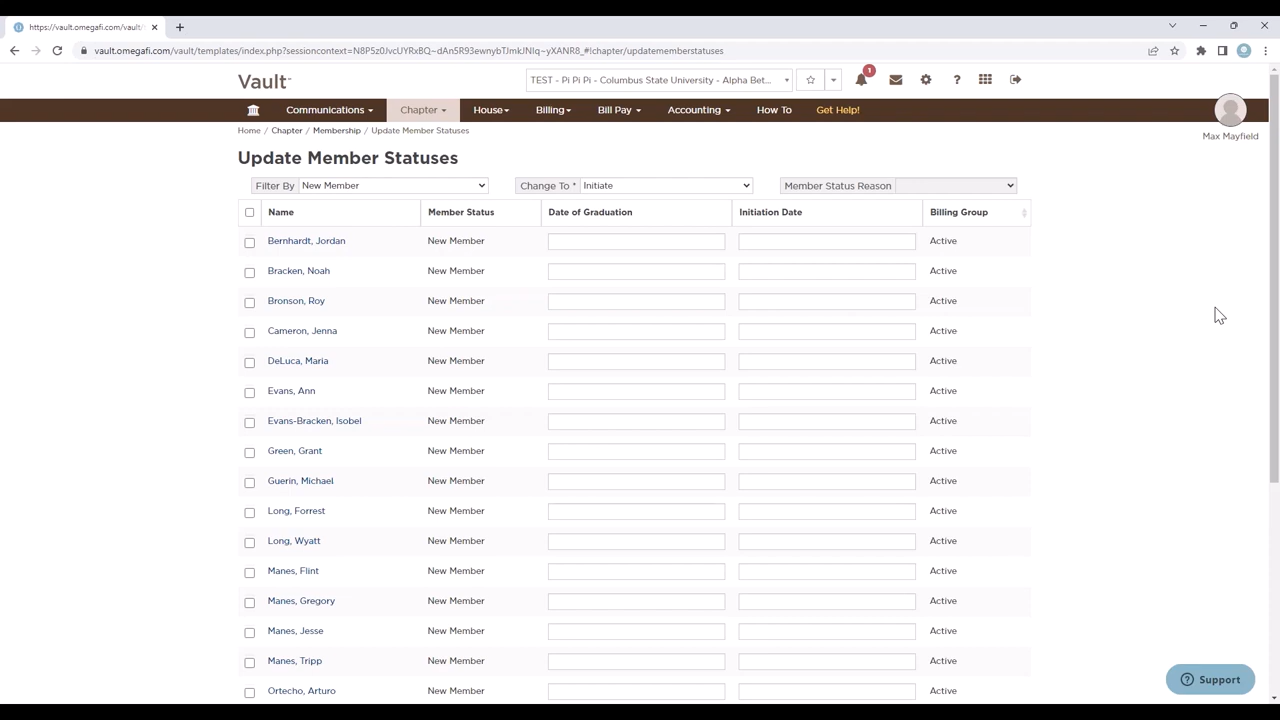 https://vault.omegafi.com/vault/
vault.omegafi.com/vault/templates/index.php?sessioncontext=N8P5z0JvcUYRxBQ~dAn5R93ewnybTJmkJNIq~yXANR8_#!chapter/updatememberstatuses
Vault
TEST - Pi Pi Pi - Columbus State University - Alpha Bet...
1
Communications
Chapter
House
Billing
Bill Pay
Accounting
How To
Get Help!
Max Mayfield
Home / Chapter / Membership / Update Member Statuses
Update Member Statuses
Filter By New Member
Change To * Initiate
Member Status Reason
Name Member Status Date of Graduation Initiation Date Billing Group
Bernhardt, Jordan New Member Active
Bracken, Noah New Member Active
Bronson, Roy New Member Active
Cameron, Jenna New Member Active
DeLuca, Maria New Member Active
Evans, Ann New Member Active
Evans-Bracken, Isobel New Member Active
Green, Grant New Member Active
Guerin, Michael New Member Active
Long, Forrest New Member Active
Long, Wyatt New Member Active
Manes, Flint New Member Active
Manes, Gregory New Member Active
Manes, Jesse New Member Active
Manes, Tripp New Member Active
Ortecho, Arturo New Member Active
Support